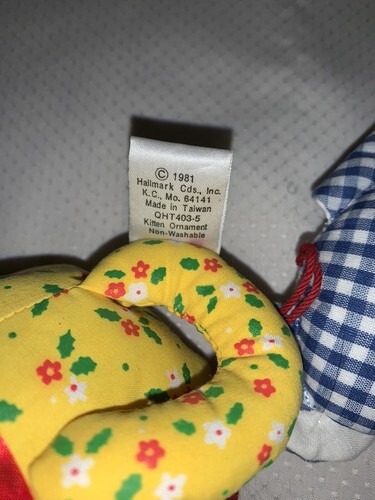 © 1981
Hallmark Cds., Inc.
K.C., Mo. 64141
Made in Taiwan
QHT403-5
Kitten Ornament
Non-Washable